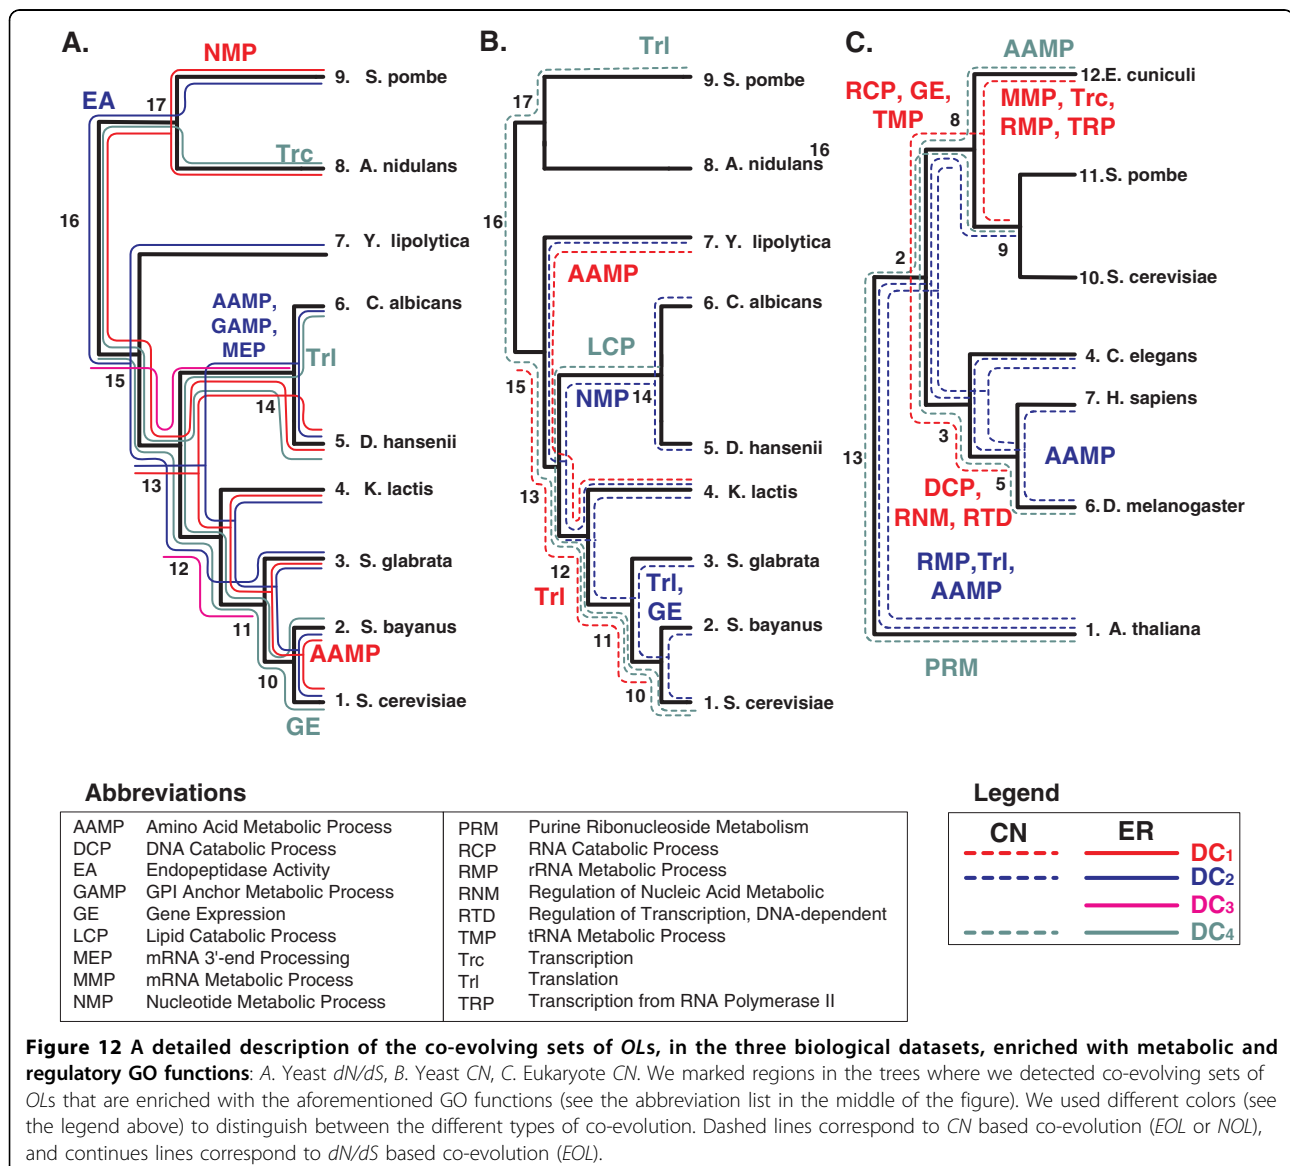 A.
NMP
9. S. pombe
17
EA
Trc
8. A. nidulans
16
7. Y. lipolytica
AAMP,
GAMP,
MEP
6. C. albicans
Trl
15
14
5. D. hansenii
13
4. K. lactis
12
3. S. glabrata
11
2. S. bayanus
AAMP
10
1. S. cerevisiae
GE
B.
Trl
9. S. pombe
17
16
8. A. nidulans
16
7. Y. lipolytica
AAMP
6. C. albicans
LCP
15
NMP
14
5. D. hansenii
13
4. K. lactis
12
3. S. glabrata
Trl
Trl,
GE
11
2. S. bayanus
10
1. S. cerevisiae
C.
AAMP
12. E. cuniculi
RCP, GE,
TMP
8
MMP, Trc,
RMP, TRP
11. S. pombe
9
2
10. S. cerevisiae
4. C. elegans
7. H. sapiens
3
13
AAMP
5
DCP,
RNM, RTD
6. D. melanogaster
RMP,Trl,
AAMP
1. A. thaliana
PRM
Abbreviations
AAMP Amino Acid Metabolic Process
DCP DNA Catabolic Process
EA Endopeptidase Activity
GAMP GPI Anchor Metabolic Process
GE Gene Expression
LCP Lipid Catabolic Process
MEP mRNA 3'-end Processing
MMP mRNA Metabolic Process
NMP Nucleotide Metabolic Process
PRM Purine Ribonucleoside Metabolism
RCP RNA Catabolic Process
RMP rRNA Metabolic Process
RNM Regulation of Nucleic Acid Metabolic
RTD Regulation of Transcription, DNA-dependent
TMP tRNA Metabolic Process
Trc Transcription
Trl Translation
TRP Transcription from RNA Polymerase II
Legend
CN ER
DC1
DC2
DC3
DC4
Figure 12 A detailed description of the co-evolving sets of OLs, in the three biological datasets, enriched with metabolic and
regulatory GO functions: A. Yeast dN/dS, B. Yeast CN, C. Eukaryote CN. We marked regions in the trees where we detected co-evolving sets of
OLs that are enriched with the aforementioned GO functions (see the abbreviation list in the middle of the figure). We used different colors (see
the legend above) to distinguish between the different types of co-evolution. Dashed lines correspond to CN based co-evolution (EOL or NOL),
and continues lines correspond to dN/dS based co-evolution (EOL).